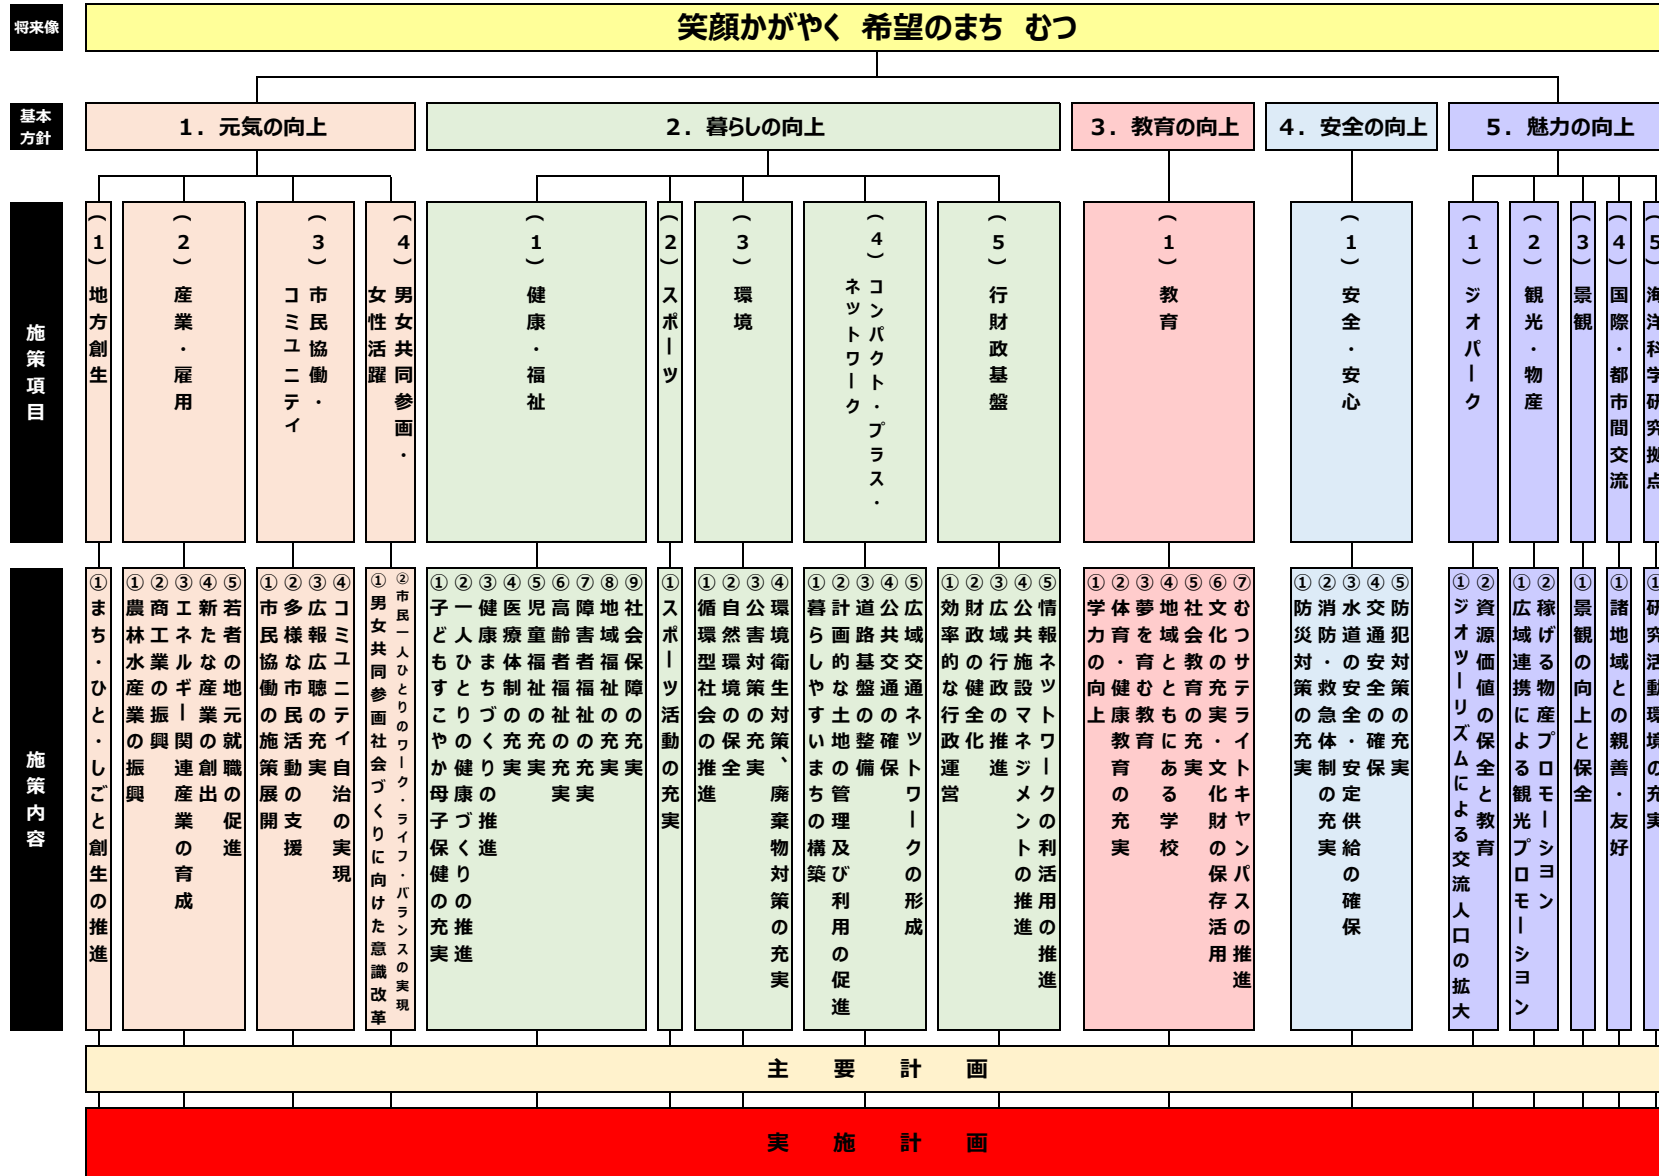 将来像
笑顔かがやく 希望のまち むつ
基本
方針
1. 元気の向上
2. 暮らしの向上
3. 教育の向上
4. 安全の向上
5. 魅力の向上
施策項目
(1)地方創生
(2)産業・雇用
(3)市民協働・
コミュニティ
(4)男女共同参画・
女性活躍
(1)健康・福祉
(2)スポーツ
(3)環境
(4)コンパクト・プラス・
ネットワーク
(5)行財政基盤
(1)教育
(1)安全・安心
(1)ジオパーク
(2)観光・物産
(3)景観
(4)国際・都市間交流
(5)海洋科学研究拠点
施策内容
①まち・ひと・しごと創生の推進
①農林水産業の振興
②商工業の振興
③エネルギー関連産業の育成
④新たな産業の創出
⑤若者の地元就職の促進
①市民協働の施策展開
②多様な市民活動の支援
③広報広聴の充実
④コミュニティ自治の実現
①男女共同参画社会づくりに向けた意識改革
②市民一人ひとりのワーク・ライフ・バランスの実現
①子どもすこやか母子保健の充実
②一人ひとりの健康づくりの推進
③健康まちづくりの推進
④医療体制の充実
⑤児童福祉の充実
⑥高齢者福祉の充実
⑦障害者福祉の充実
⑧地域福祉の充実
⑨社会保障の充実
①スポーツ活動の充実
①循環型社会の推進
②自然環境の保全
③公害対策の充実
④環境衛生対策、廃棄物対策の充実
①暮らしやすいまちの構築
②計画的な土地の管理及び利用の促進
③道路基盤の整備
④公共交通の確保
⑤広域交通ネットワークの形成
①効率的な行政運営
②財政の健全化
③広域行政の推進
④公共施設マネジメントの推進
⑤情報ネットワークの利活用の推進
①学力の向上
②体育・健康教育の充実
③夢を育む教育
④地域とともにある学校
⑤社会教育の充実
⑥文化の充実・文化財の保存活用
⑦むつサテライトキャンパスの推進
①防災対策の充実
②消防・救急体制の充実
③水道の安全・安定供給の確保
④交通安全の確保
⑤防犯対策の充実
①ジオツーリズムによる交流人口の拡大
②資源価値の保全と教育
①広域連携による観光プロモーション
②稼げる物産プロモーション
①景観の向上と保全
①諸地域との親善・友好
①研究活動環境の充実
主要計画
実施計画